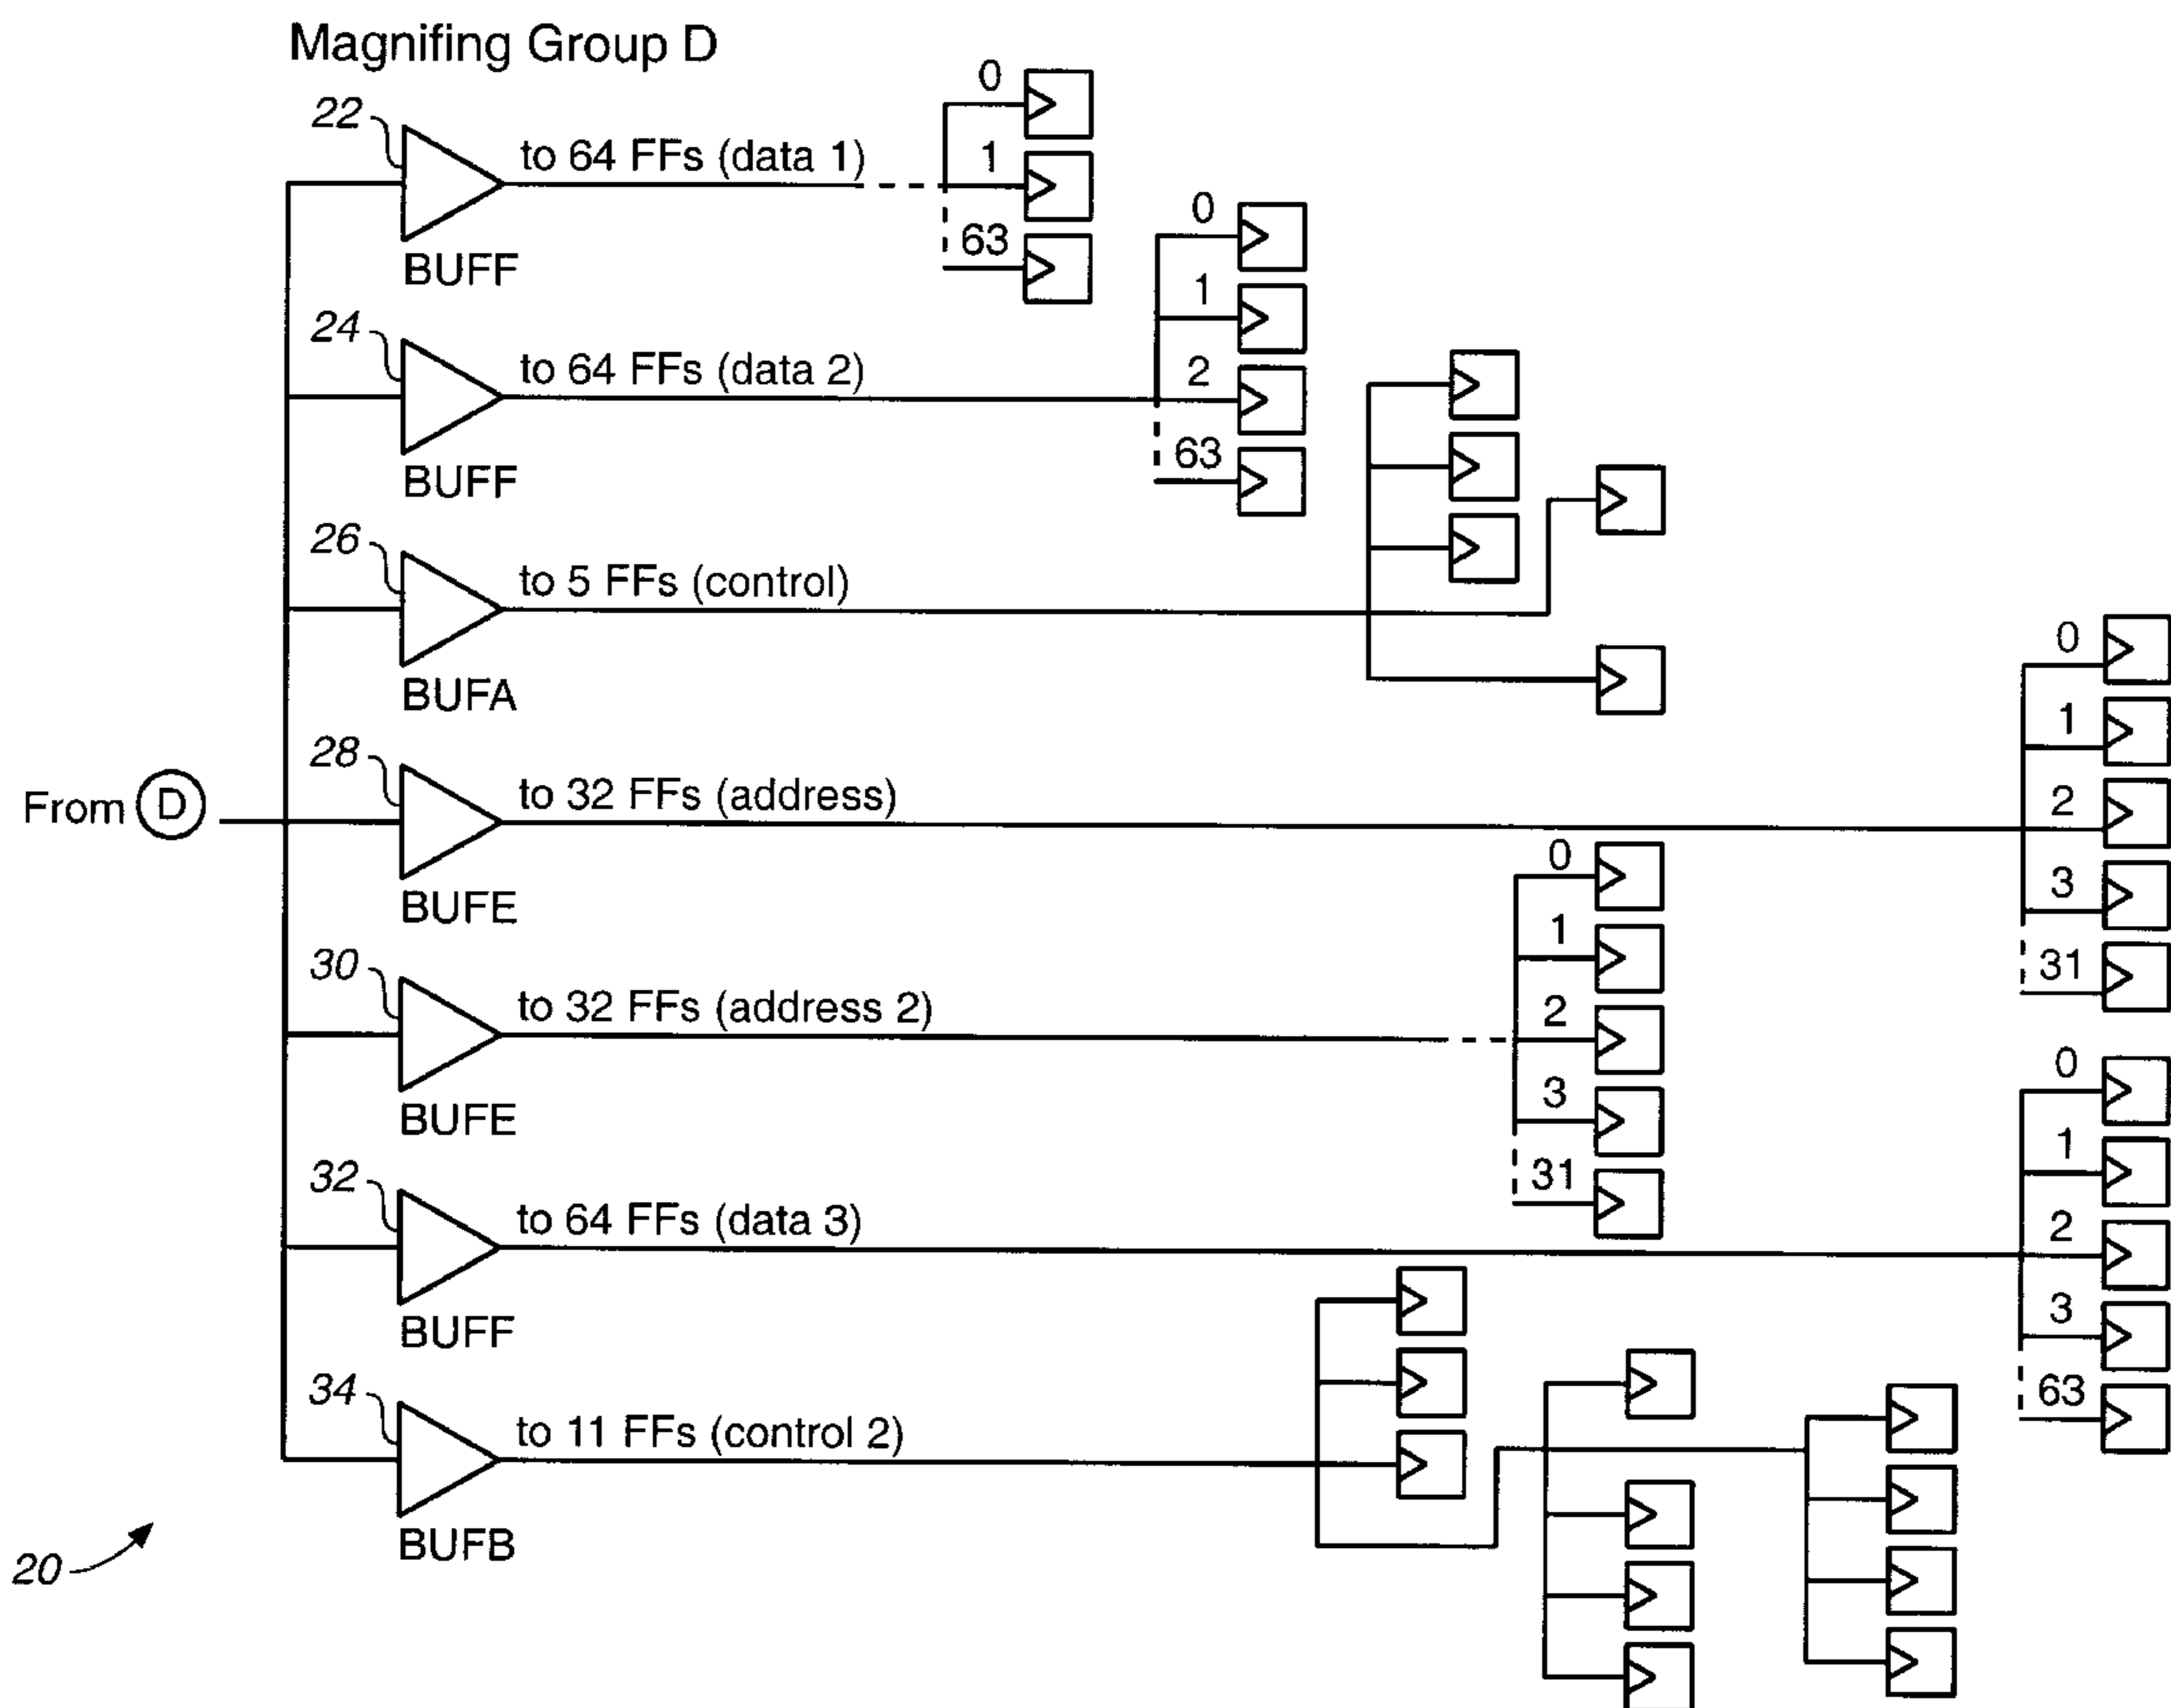 Magnifing Group D
22
to 64 FFs (data 1)
BUFF
0
1
63
24
to 64 FFs (data 2)
BUFF
0
1
2
63
26
to 5 FFs (control)
BUFA
From D
28
to 32 FFs (address)
BUFE
0
1
2
3
31
30
to 32 FFs (address 2)
BUFE
0
1
2
3
31
32
to 64 FFs (data 3)
BUFF
0
1
2
3
63
34
to 11 FFs (control 2)
BUFB
20